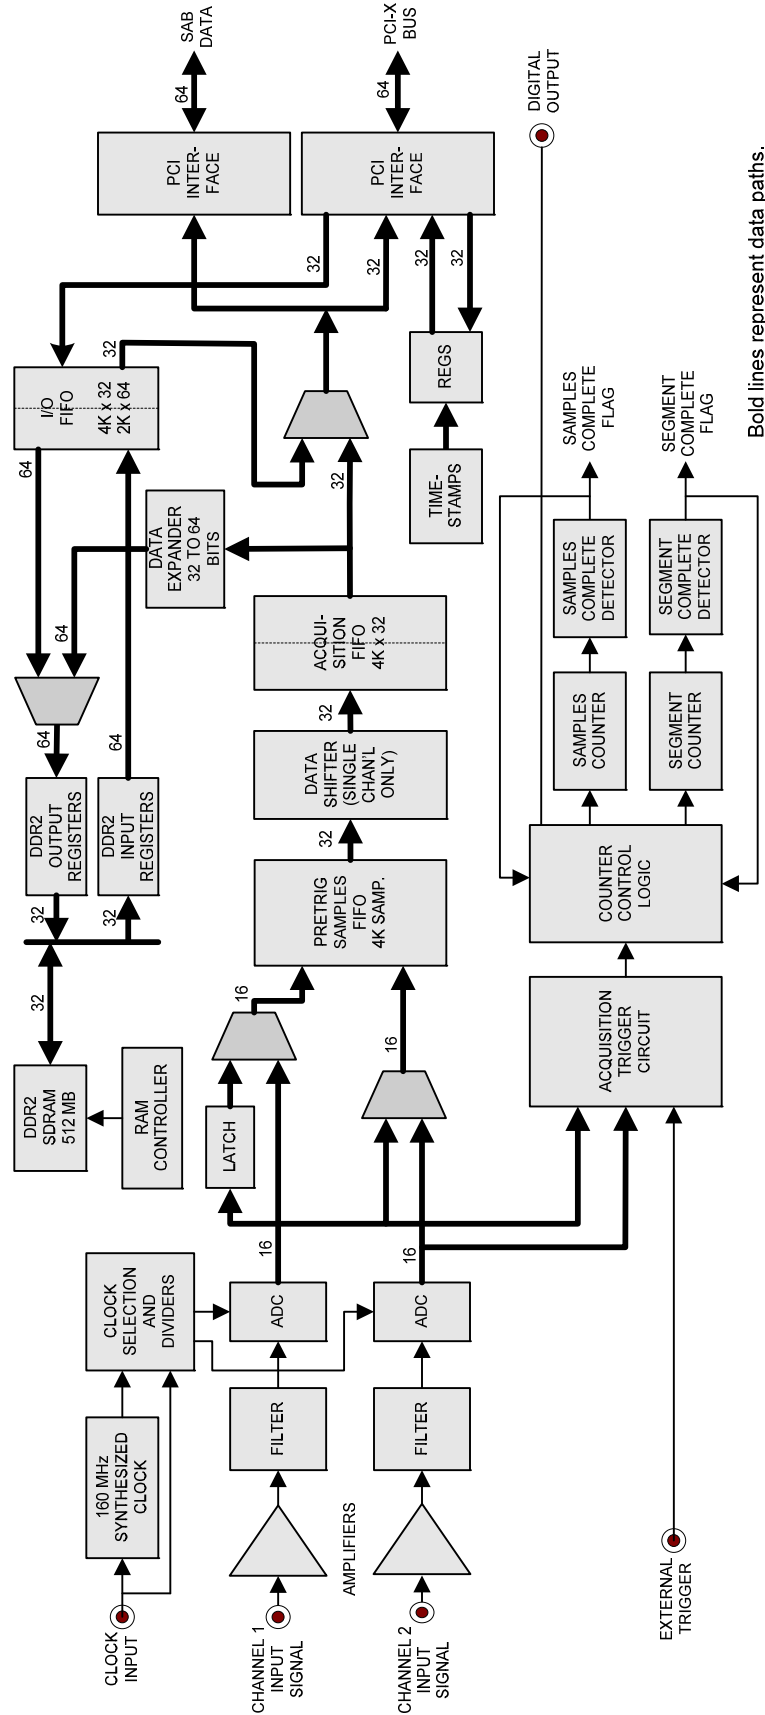 CLOCK
INPUT
160 MHz
SYNTHESIZED
CLOCK
CLOCK
SELECTION
AND
DIVIDERS
CHANNEL 1
INPUT
SIGNAL
AMPLIFIERS
FILTER
ADC
16
CHANNEL 2
INPUT
SIGNAL
FILTER
ADC
16
EXTERNAL
TRIGGER
LATCH
16
16
DDR2
SDRAM
512 MB
RAM
CONTROLLER
32
32
32
DDR2
OUTPUT
REGISTERS
DDR2
INPUT
REGISTERS
64
64
64
64
I/O
FIFO
4K x 32
2K x 64
32
DATA
EXPANDER
32 TO 64
BITS
PRETRIG
SAMPLES
FIFO
4K SAMP.
32
DATA
SHIFTER
(SINGLE
CHAN'L
ONLY)
32
ACQUI-
SITION
FIFO
4K x 32
32
TIME-
STAMPS
REGS
32
32
32
32
PCI
INTER-
FACE
64
SAB
DATA
PCI
INTER-
FACE
64
PCI-X
BUS
ACQUISITION
TRIGGER
CIRCUIT
COUNTER
CONTROL
LOGIC
SAMPLES
COUNTER
SAMPLES
COMPLETE
DETECTOR
SAMPLES
COMPLETE
FLAG
SEGMENT
COUNTER
SEGMENT
COMPLETE
DETECTOR
SEGMENT
COMPLETE
FLAG
DIGITAL
OUTPUT
Bold lines represent data paths.